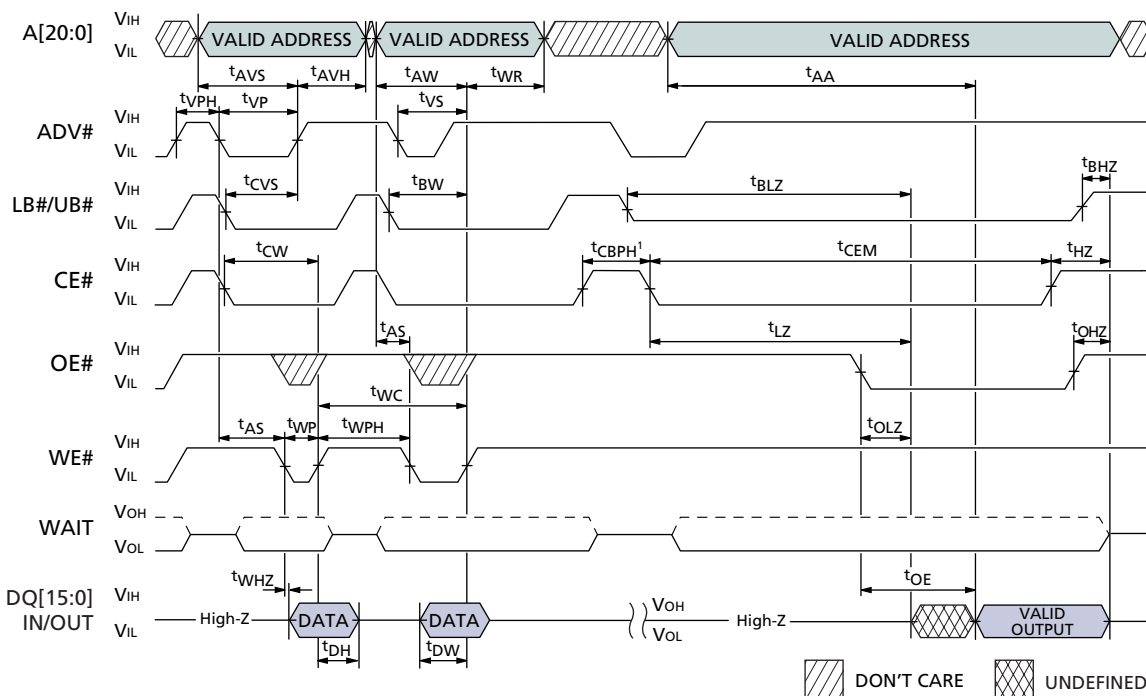 A[20:0] VIH VIL VALID ADDRESS VALID ADDRESS VALID ADDRESS
tAVS tAVH tAW tWR tAA
tVPH tVP tVS
ADV# VIH VIL
tCVS tBW tBLZ tBHZ
LB#/UB# VIH VIL
tCW tCBPH1 tCEM tHZ
CE# VIH VIL
tAS tLZ tOHZ
OE# VIH VIL
tWC
tAS tWP tWPH tOLZ
WE# VIH VIL
WAIT VOH VOL
tWHZ tOE
DQ[15:0] IN/OUT VIH VIL High-Z DATA DATA VOH VOL High-Z VALID OUTPUT
tDH tDW
DON'T CARE UNDEFINED